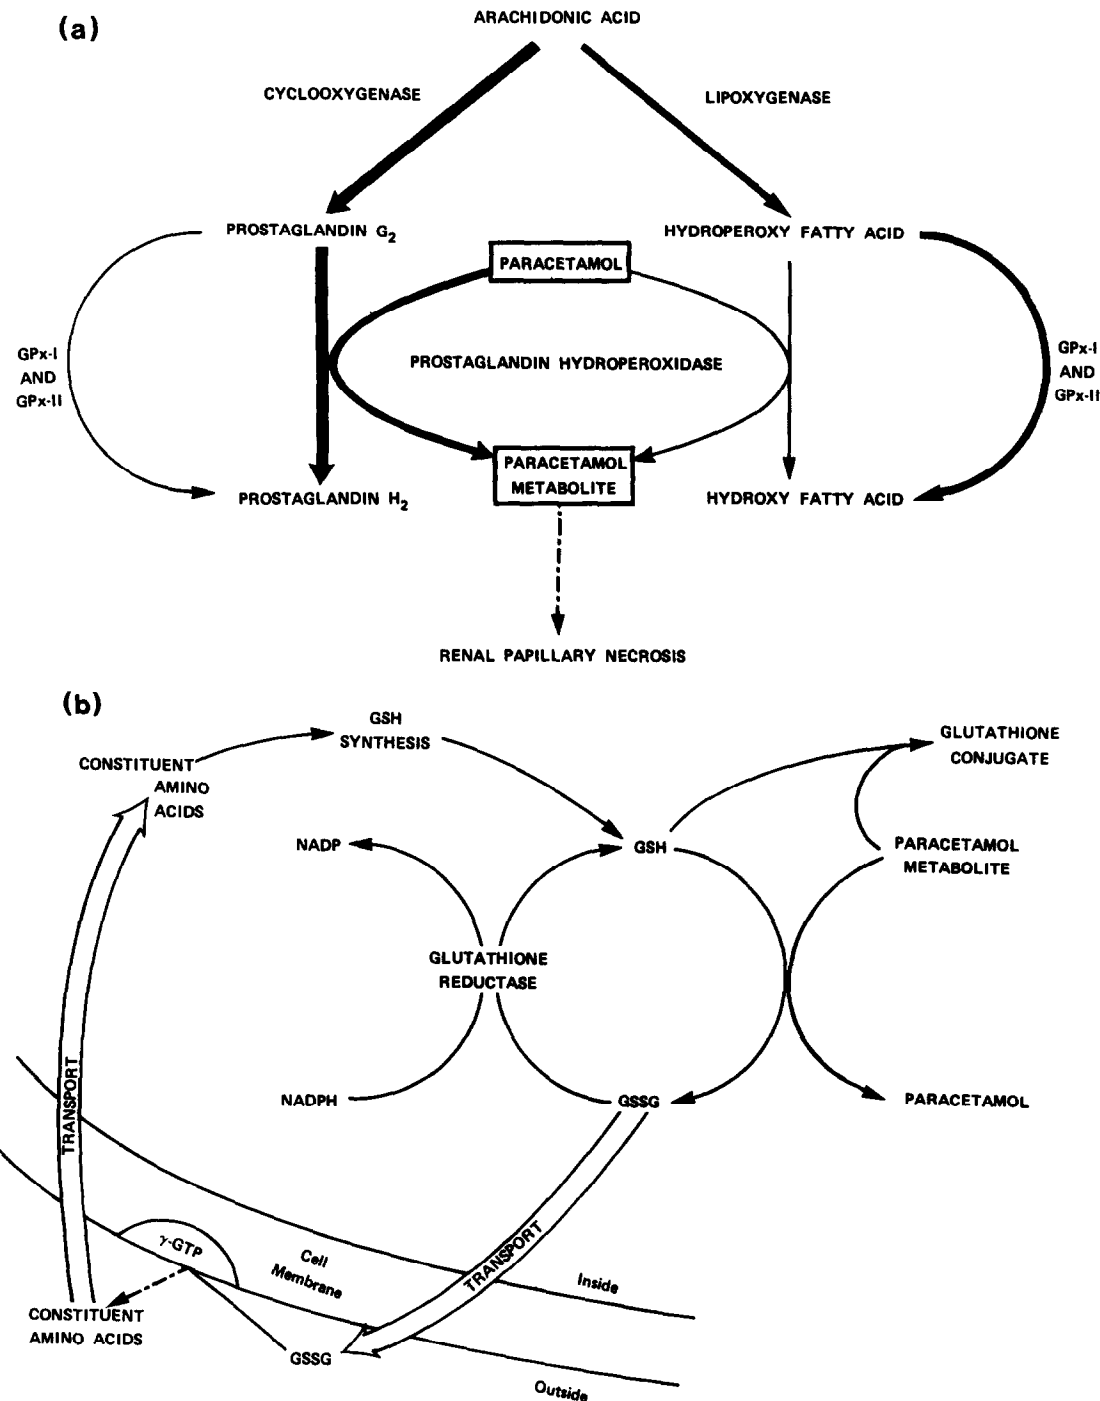 (a)
ARACHIDONIC ACID
CYCLOOXYGENASE
LIPOXYGENASE
PROSTAGLANDIN G2
HYDROPEROXY FATTY ACID
PARACETAMOL
GPx-I
AND
GPx-II
PROSTAGLANDIN HYDROPEROXIDASE
GPx-I
AND
GPx-II
PARACETAMOL
METABOLITE
PROSTAGLANDIN H2
HYDROXY FATTY ACID
RENAL PAPILLARY NECROSIS
(b)
GSH
SYNTHESIS
GLUTATHIONE
CONJUGATE
CONSTITUENT
AMINO
ACIDS
NADP
GSH
PARACETAMOL
METABOLITE
GLUTATHIONE
REDUCTASE
NADPH
GSSG
PARACETAMOL
TRANSPORT
TRANSPORT
γ-GTP
Cell
Membrane
Inside
CONSTITUENT
AMINO ACIDS
GSSG
Outside